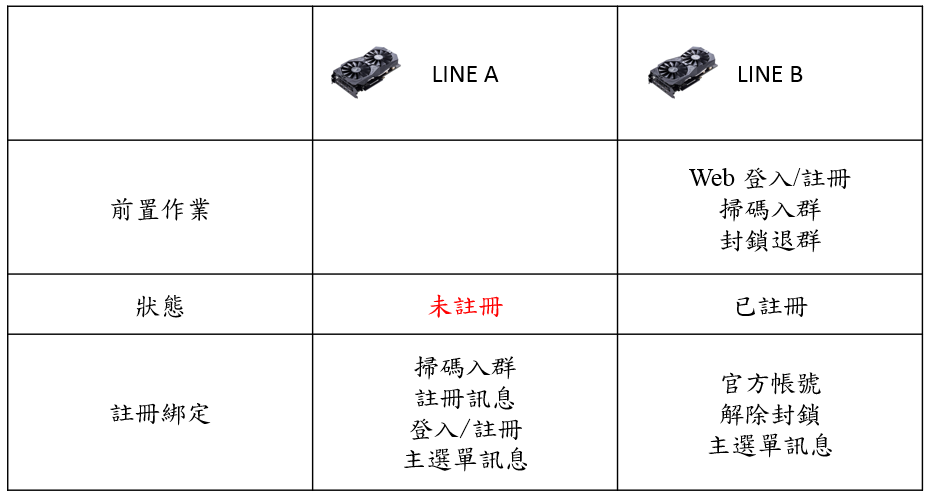 LINE A
LINE B
前置作業
Web 登入/註冊
掃碼入群
封鎖退群
狀態
未註冊
已註冊
註冊綁定
掃碼入群
註冊訊息
登入/註冊
主選單訊息
官方帳號
解除封鎖
主選單訊息